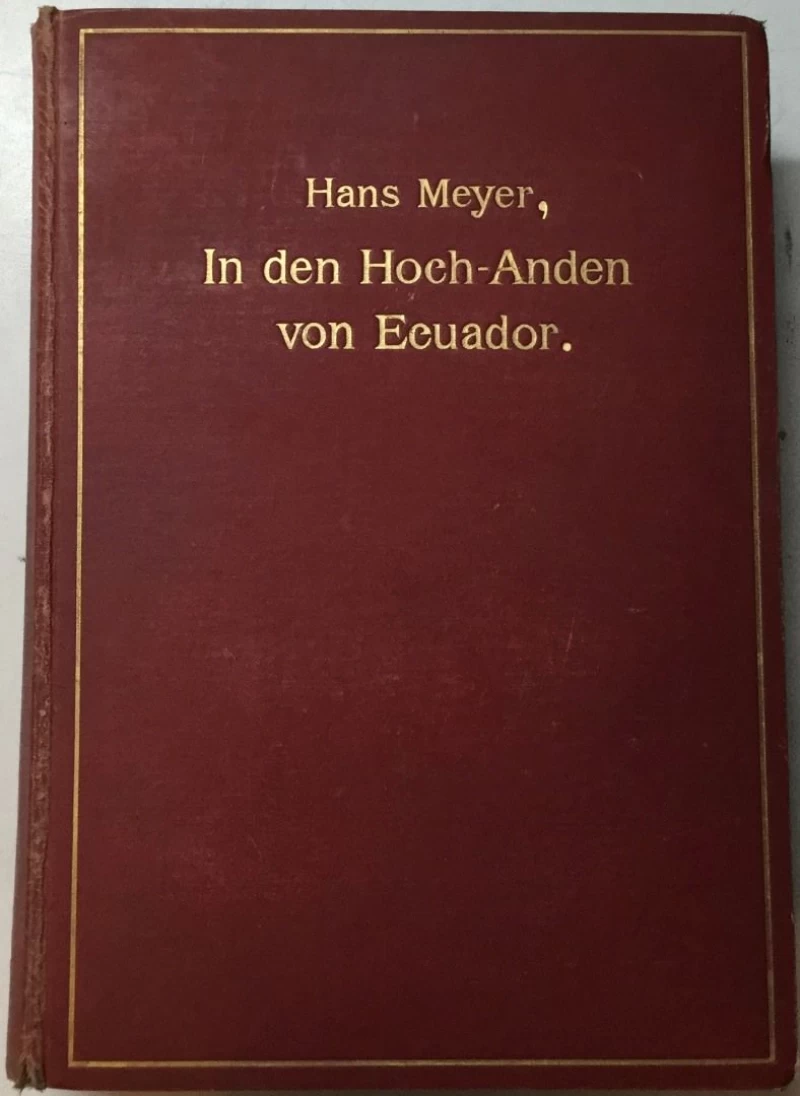 Hans Meyer,
In den Hoch-Anden
von Ecuador.